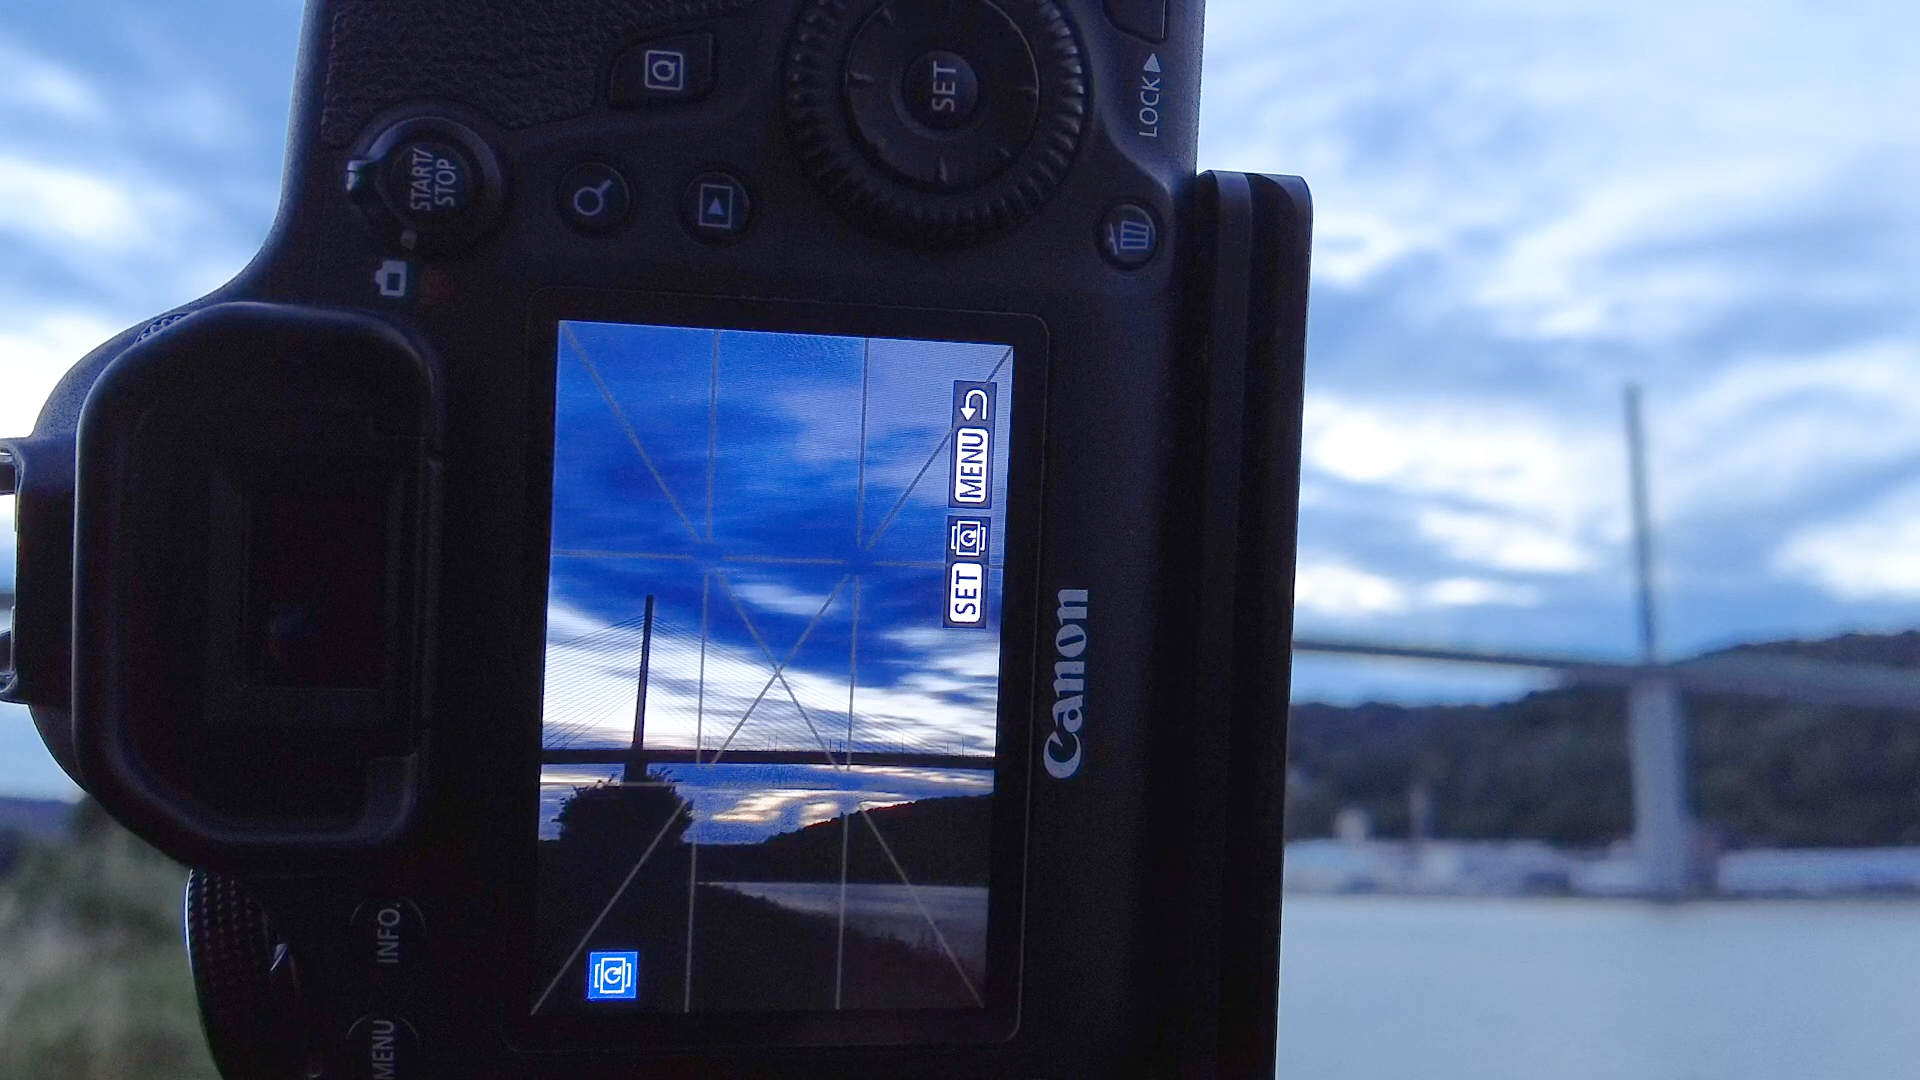 SET
LOCK
START/
STOP
Q
MENU
SET
Canon
INFO.
MENU